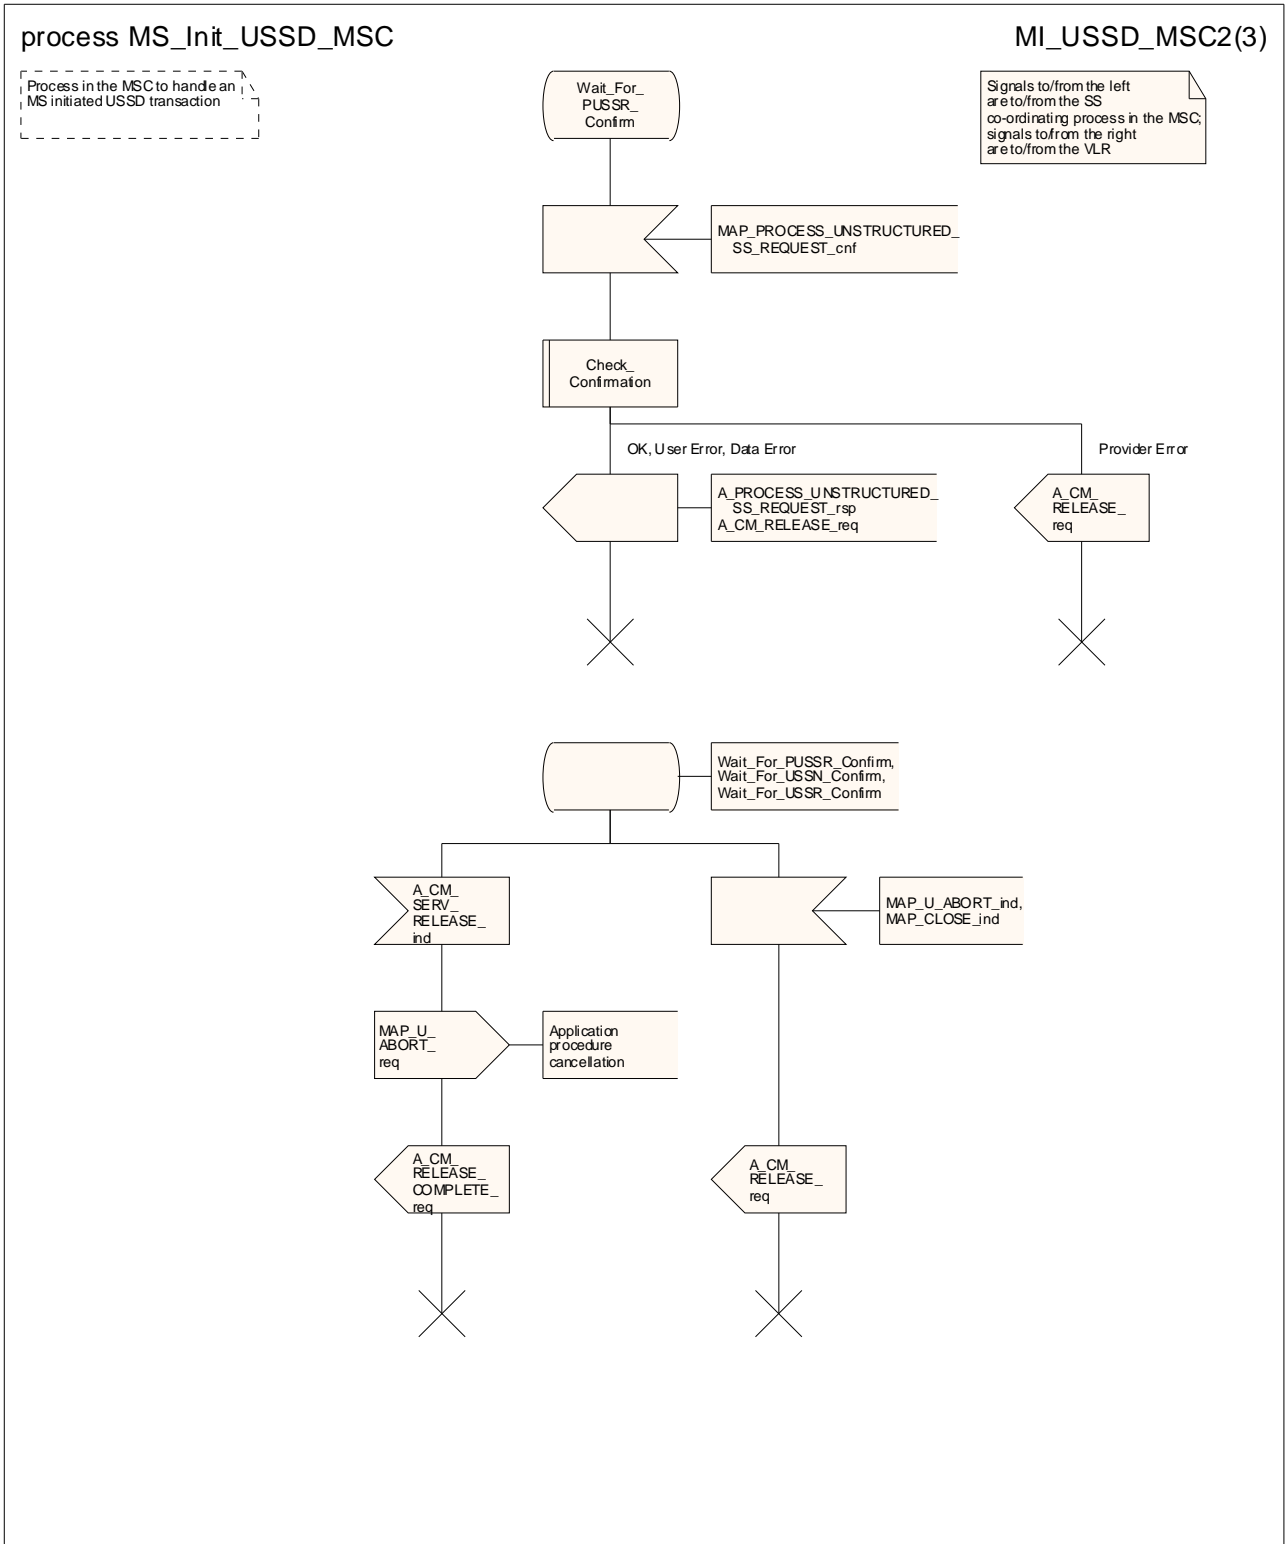 process MS_Init_USSD_MSC
MI_USSD_MSC2(3)
Process in the MSC to handle an
MS initiated USSD transaction
Wait_For_
PUSSR_
Confirm
Signals to/from the left
are to/from the SS
co-ordinating process in the MSC;
signals to/from the right
are to/from the VLR
MAP_PROCESS_UNSTRUCTURED_
SS_REQUEST_cnf
Check_
Confirmation
OK, User Error, Data Error
Provider Error
A_PROCESS_UNSTRUCTURED_
SS_REQUEST_rsp
A_CM_RELEASE_req
A_CM_
RELEASE_
req
Wait_For_PUSSR_Confirm,
Wait_For_USSN_Confirm,
Wait_For_USSR_Confirm
A_CM_
SERV_
RELEASE_
ind
MAP_U_ABORT_ind,
MAP_CLOSE_ind
MAP_U_
ABORT_
req
Application
procedure
cancellation
A_CM_
RELEASE_
COMPLETE_
req
A_CM_
RELEASE_
req